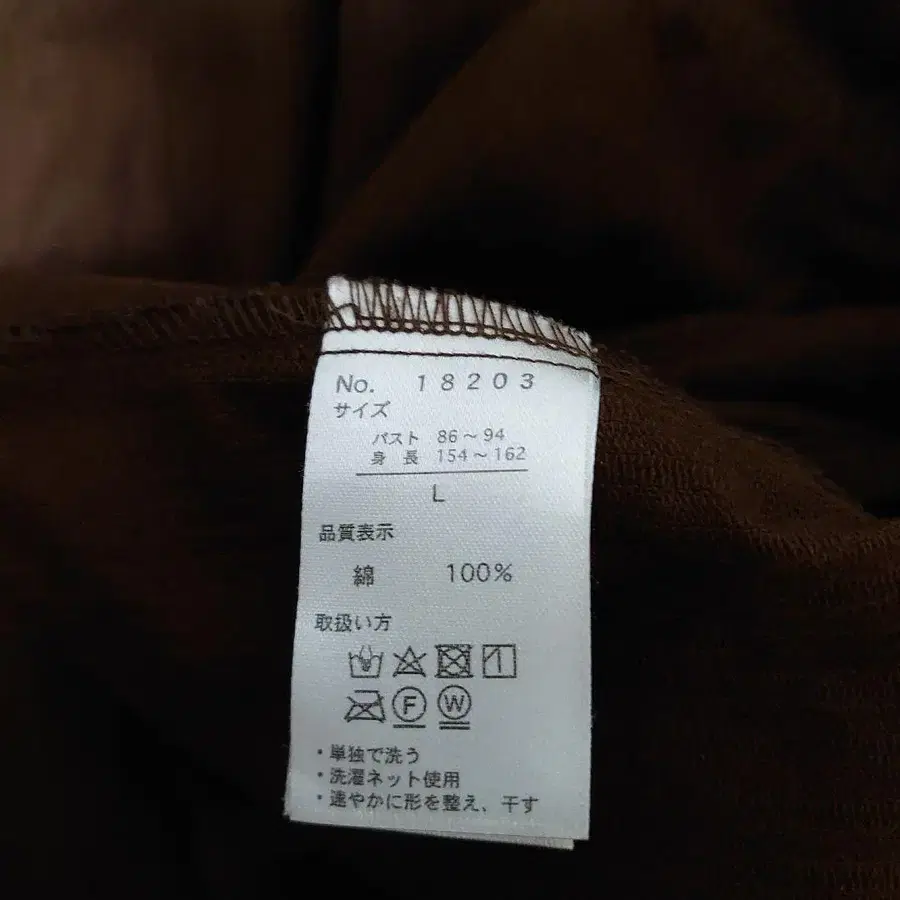 No. 18203
サイズ
バスト 86～94
身長 154～162
L
品質表示
綿 100%
取扱い方
F W
・単独で洗う
・洗濯ネット使用
・速やかに形を整え、干す